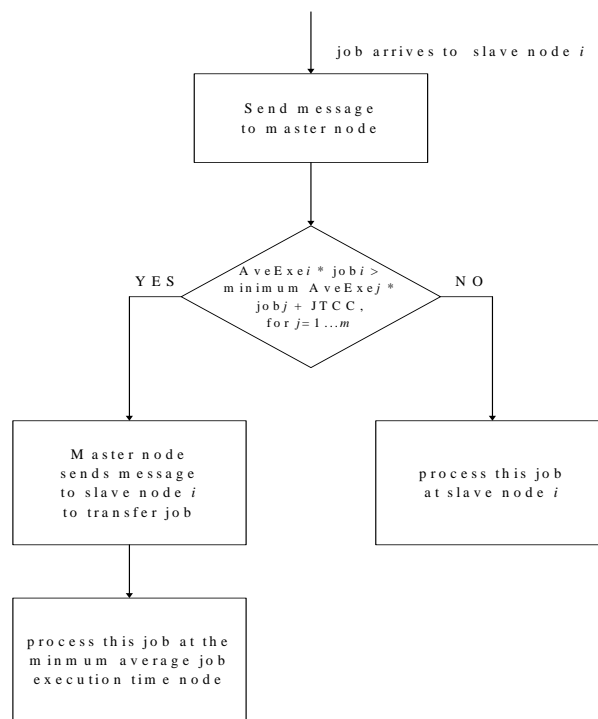 job arrives to slave node i
Send message
to master node
YES
AveExei * jobi >
minimum AveExej *
jobj + JTCC,
for j=1...m
NO
Master node
sends message
to slave node i
to transfer job
process this job
at slave node i
process this job at the
minmum average job
execution time node